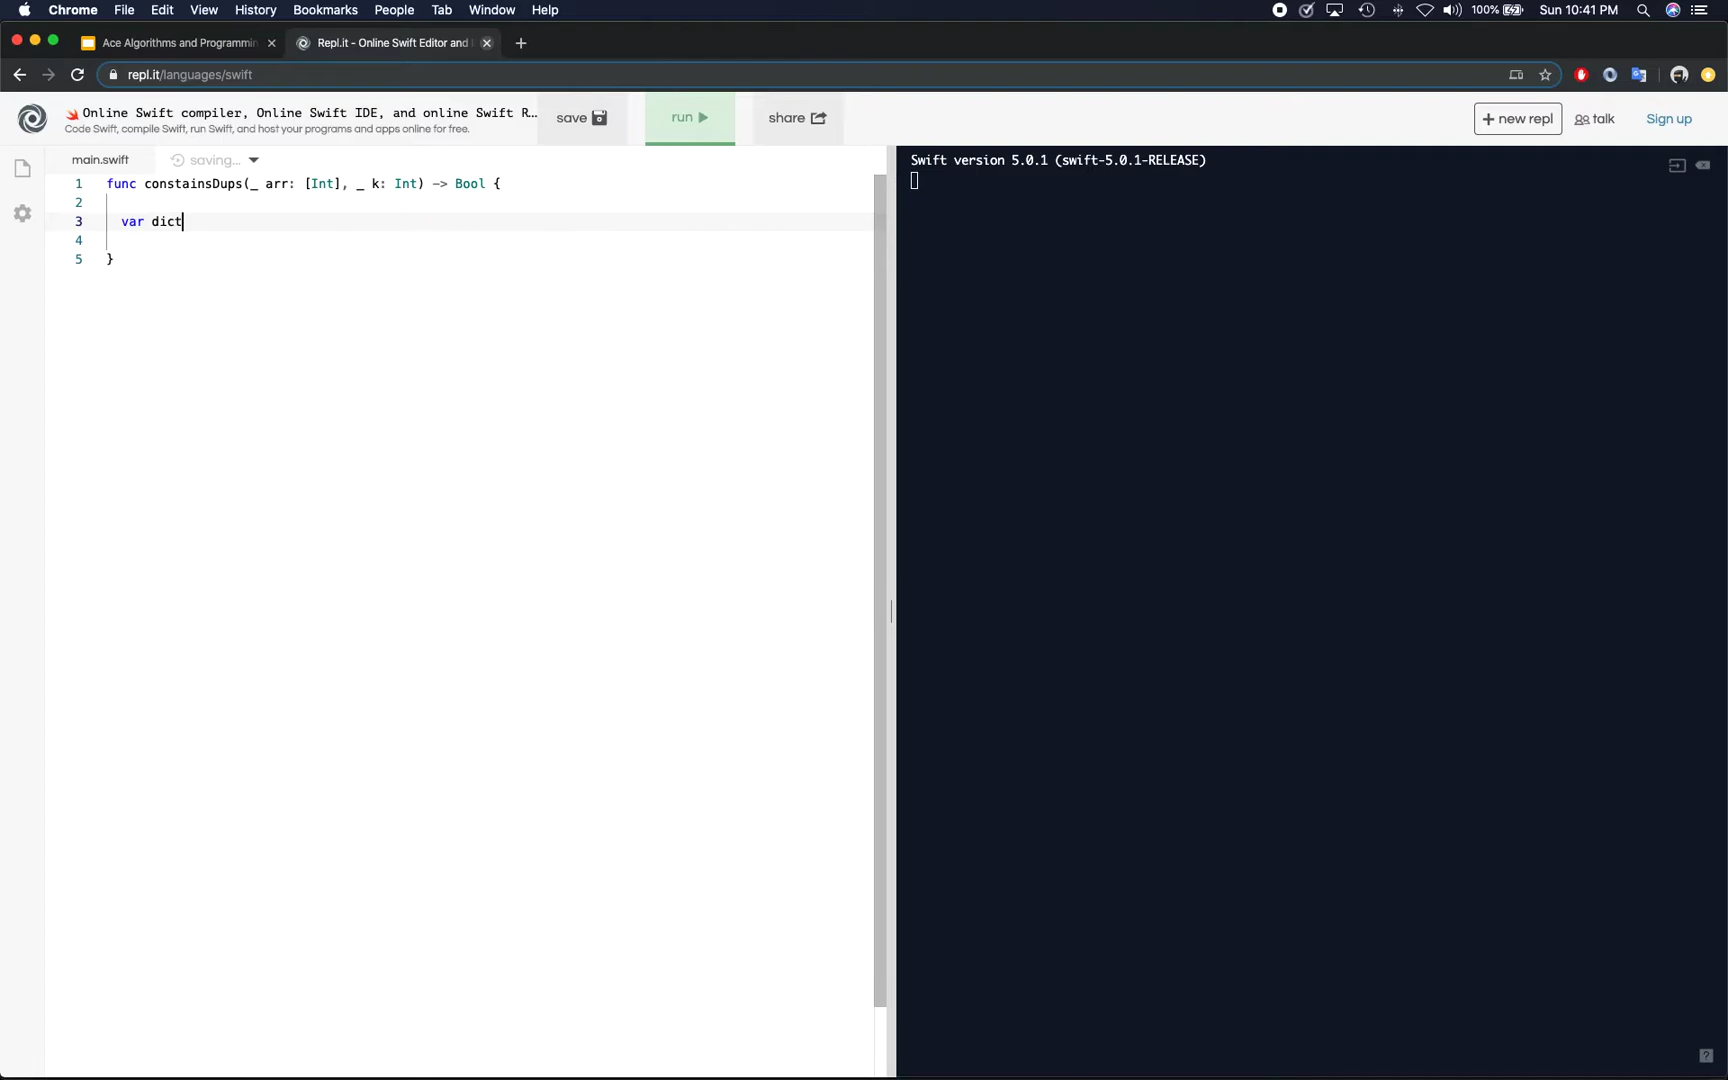 Chrome File Edit View History Bookmarks People Tab Window Help 100% Sun 10:41 PM
Ace Algorithms and Programmin Repl.it - Online Swift Editor and
repl.it/languages/swift
Online Swift compiler, Online Swift IDE, and online Swift R...
Code Swift, compile Swift, run Swift, and host your programs and apps online for free.
save run share + new repl talk Sign up
main.swift saving...
1 func constainsDups(_ arr: [Int], _ k: Int) -> Bool {
2
3 var dict
4
5 }
Swift version 5.0.1 (swift-5.0.1-RELEASE)
?